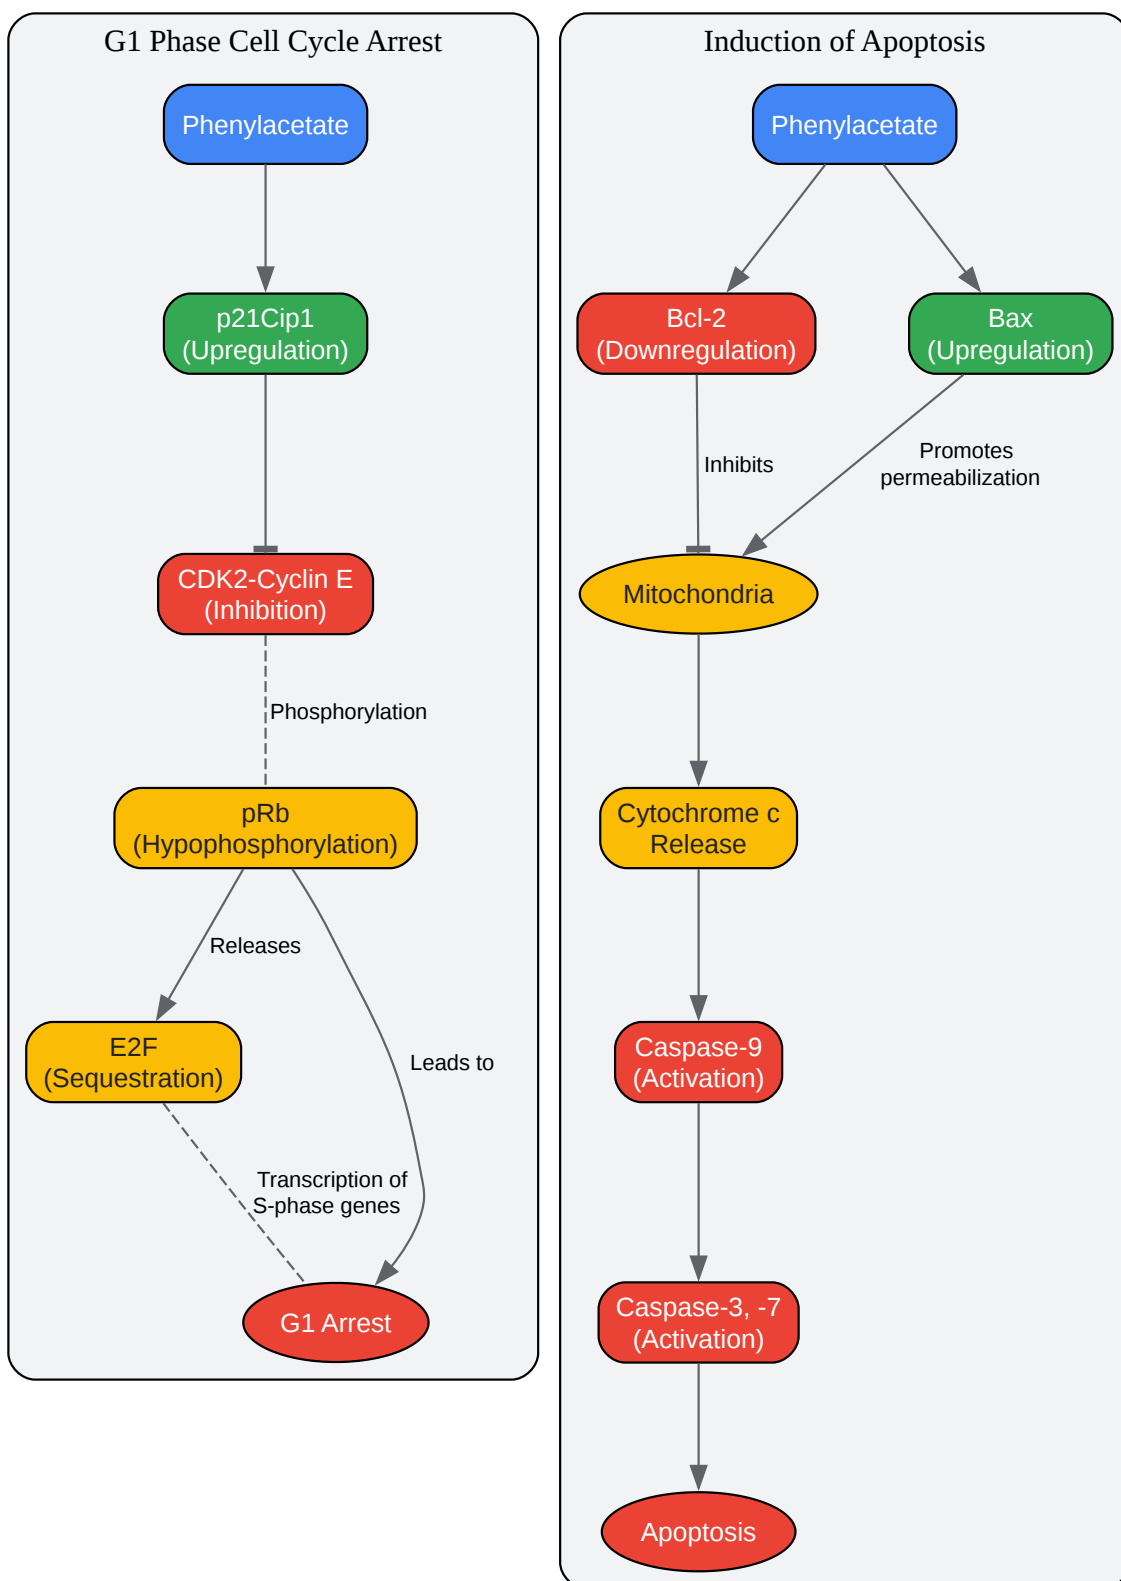 G1 Phase Cell Cycle Arrest
Phenylacetate
p21Cip1
(Upregulation)
CDK2-Cyclin E
(Inhibition)
Phosphorylation
pRb
(Hypophosphorylation)
Releases
E2F
(Sequestration)
Leads to
Transcription of
S-phase genes
G1 Arrest
Induction of Apoptosis
Phenylacetate
Bcl-2
(Downregulation)
Bax
(Upregulation)
Inhibits
Promotes
permeabilization
Mitochondria
Cytochrome c
Release
Caspase-9
(Activation)
Caspase-3, -7
(Activation)
Apoptosis